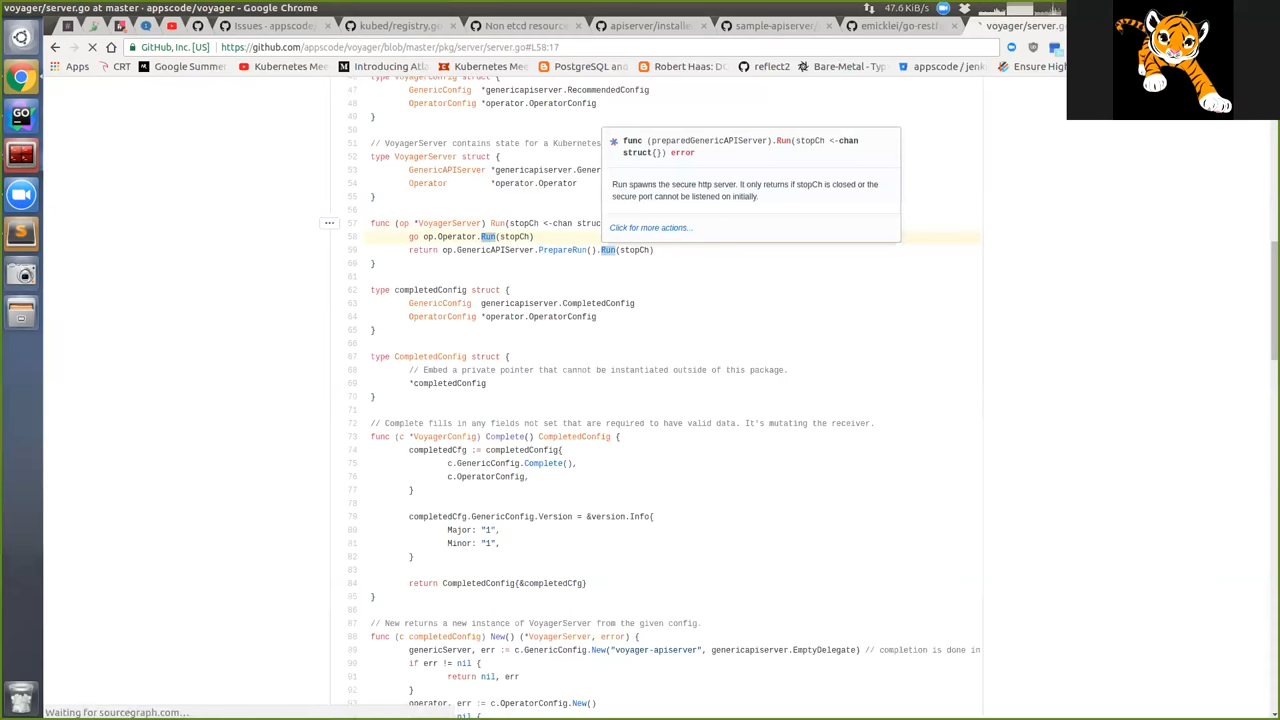 voyager/server.go at master · appscode/voyager - Google Chrome
47.6 KiB/s
Issues · appscode
kubed/registry.go
Non etcd resource
apiserver/installe
sample-apiserver
emicklei/go-restf
voyager/server.go
GitHub, Inc. [US]
https://github.com/appscode/voyager/blob/master/pkg/server/server.go#L58:17
Apps
CRT
Google Summer
Kubernetes Mee
Introducing Atla
Kubernetes Mee
PostgreSQL and
Robert Haas: DO
reflect2
Bare-Metal - Typ
appscode / jenki
Ensure High
46 type VoyagerConfig struct {
47 GenericConfig *genericapiserver.RecommendedConfig
48 OperatorConfig *operator.OperatorConfig
49 }
50
51 // VoyagerServer contains state for a Kubernetes
52 type VoyagerServer struct {
53 GenericAPIServer *genericapiserver.Gener
54 Operator *operator.Operator
55 }
56
57 func (op *VoyagerServer) Run(stopCh <-chan struc
58 go op.Operator.Run(stopCh)
59 return op.GenericAPIServer.PrepareRun().Run(stopCh)
60 }
61
62 type completedConfig struct {
63 GenericConfig genericapiserver.CompletedConfig
64 OperatorConfig *operator.OperatorConfig
65 }
66
67 type CompletedConfig struct {
68 // Embed a private pointer that cannot be instantiated outside of this package.
69 *completedConfig
70 }
71
72 // Complete fills in any fields not set that are required to have valid data. It's mutating the receiver.
73 func (c *VoyagerConfig) Complete() CompletedConfig {
74 completedCfg := completedConfig{
75 c.GenericConfig.Complete(),
76 c.OperatorConfig,
77 }
78
79 completedCfg.GenericConfig.Version = &version.Info{
80 Major: "1",
81 Minor: "1",
82 }
83
84 return CompletedConfig{&completedCfg}
85 }
86
87 // New returns a new instance of VoyagerServer from the given config.
88 func (c completedConfig) New() (*VoyagerServer, error) {
89 genericServer, err := c.GenericConfig.New("voyager-apiserver", genericapiserver.EmptyDelegate) // completion is done in
90 if err != nil {
91 return nil, err
92 }
93 operator, err := c.OperatorConfig.New()
nil {
func (preparedGenericAPIServer).Run(stopCh <-chan
struct{}) error
Run spawns the secure http server. It only returns if stopCh is closed or the
secure port cannot be listened on initially.
Click for more actions...
Waiting for sourcegraph.com...